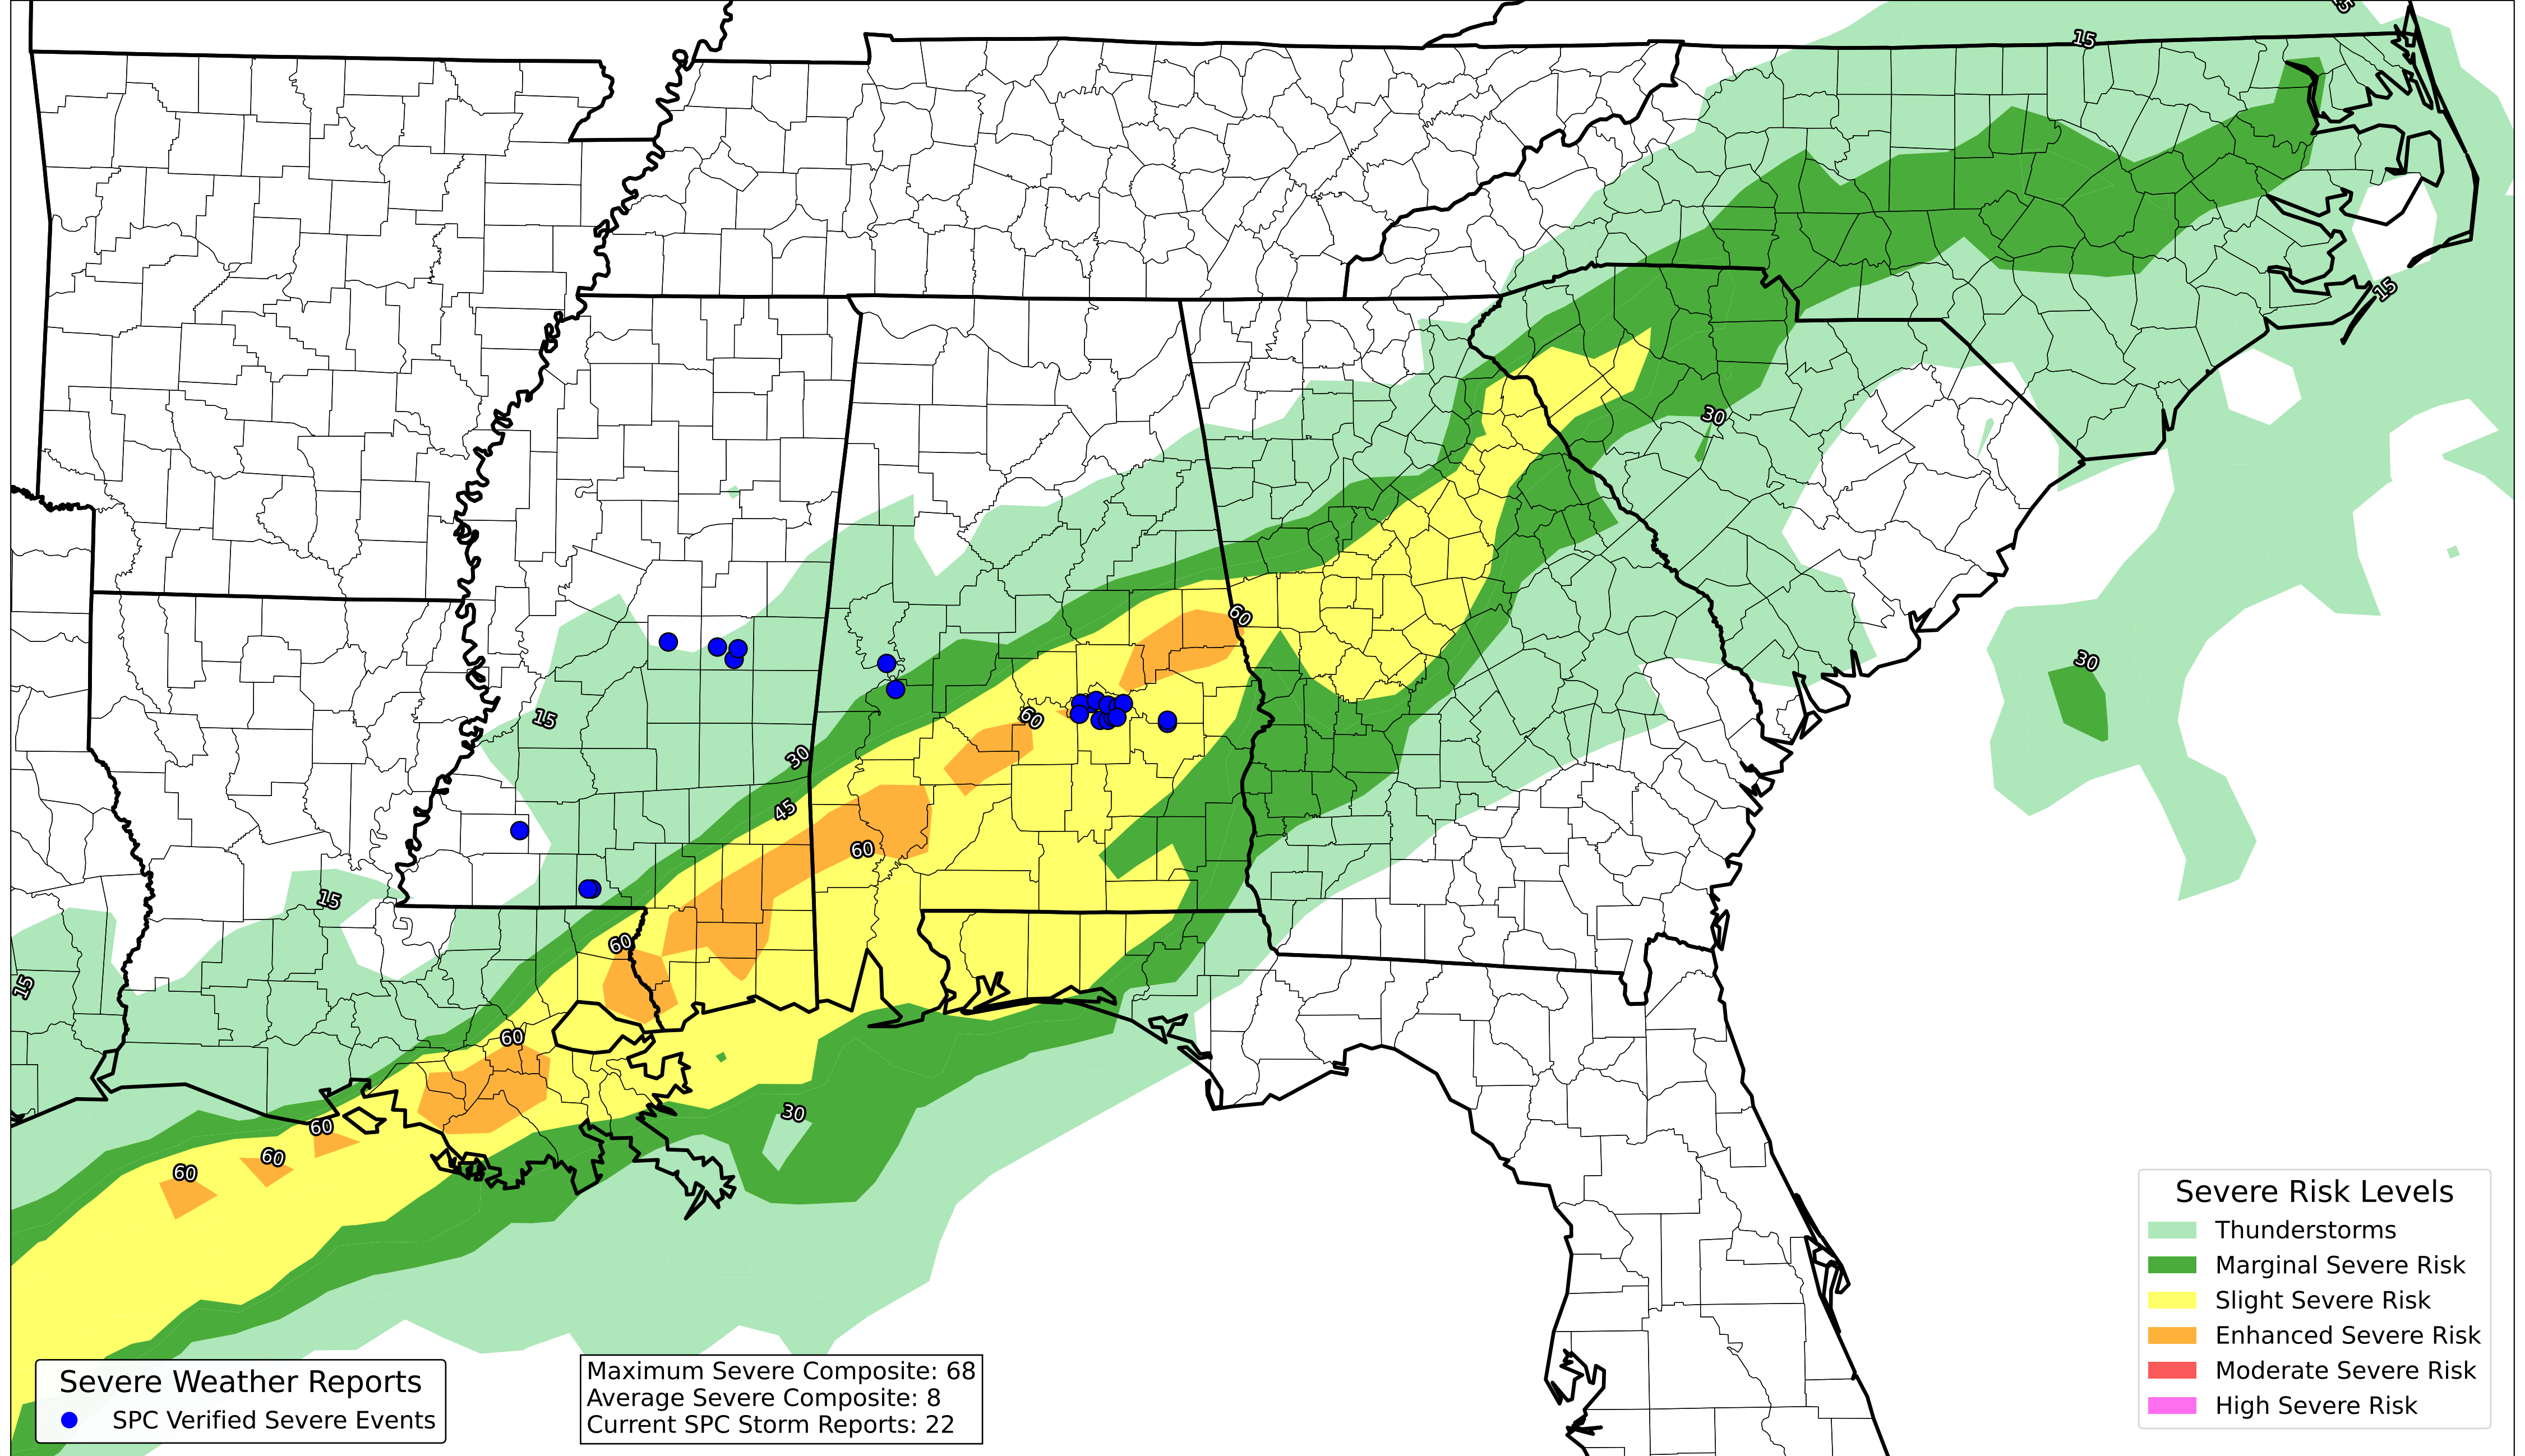 15
15
15
30
30
60
60
15
30
45
60
15
60
15
60
30
60
60
60
Severe Risk Levels
Thunderstorms
Marginal Severe Risk
Slight Severe Risk
Enhanced Severe Risk
Moderate Severe Risk
High Severe Risk
Severe Weather Reports
SPC Verified Severe Events
Maximum Severe Composite: 68
Average Severe Composite: 8
Current SPC Storm Reports: 22